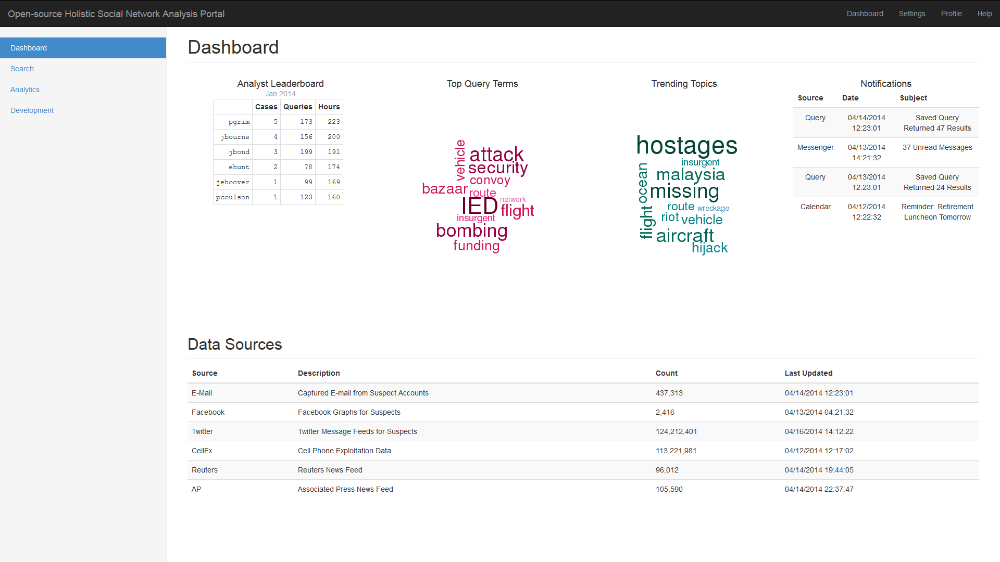 Open-source Holistic Social Network Analysis Portal
Dashboard Settings Profile Help
Dashboard
Search
Analytics
Development
Dashboard
Analyst Leaderboard
Jan 2014
Cases Queries Hours
pgrim 5 173 223
jbourne 4 156 200
jbond 3 199 191
ehunt 2 78 174
jehoover 1 99 169
pcoulson 1 123 160
Top Query Terms
vehicle
attack
security
convoy
bazaar
route
network
IED
flight
insurgent
bombing
funding
Trending Topics
hostages
insurgent
ocean
malaysia
missing
route
wreckage
flight
riot
vehicle
aircraft
hijack
Notifications
Source Date Subject
Query 04/14/2014 Saved Query
12:23:01 Returned 47 Results
Messenger 04/13/2014 37 Unread Messages
14:21:32
Query 04/13/2014 Saved Query
12:23:01 Returned 24 Results
Calendar 04/12/2014 Reminder: Retirement
12:22:32 Luncheon Tomorrow
Data Sources
Source Description Count Last Updated
E-Mail Captured E-mail from Suspect Accounts 437,313 04/14/2014 12:23:01
Facebook Facebook Graphs for Suspects 2,416 04/13/2014 04:21:32
Twitter Twitter Message Feeds for Suspects 124,212,401 04/16/2014 14:12:22
CellEx Cell Phone Exploitation Data 113,221,981 04/12/2014 12:17:02
Reuters Reuters News Feed 96,012 04/14/2014 19:44:05
AP Associated Press News Feed 105,590 04/14/2014 22:37:47